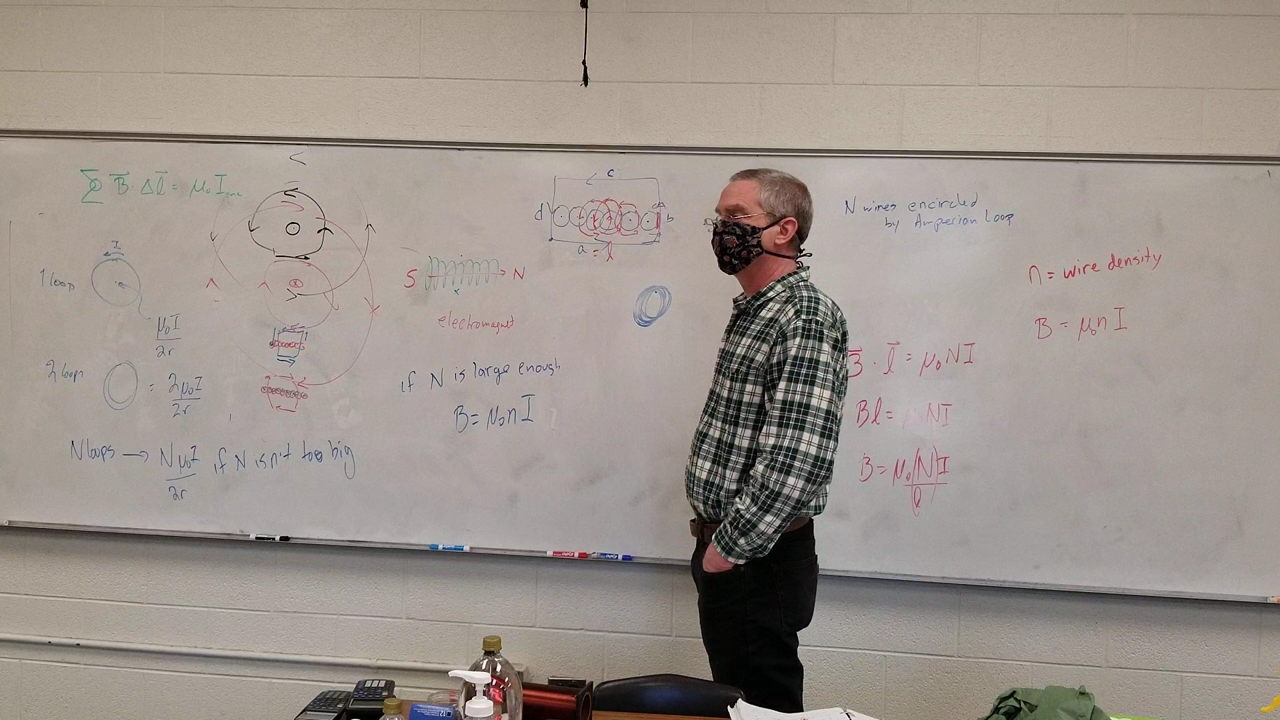 ∑ B⃗ · Δl⃗ = μ₀ I
1 loop
I
μ₀I
2r
2 loops
= 2μ₀I
2r
N loops → Nμ₀I if N isn't too big
2r
S N
electromagnet
if N is large enough
B = μ₀nI
c
d b
a = l
N wires encircled
by Amperian Loop
B⃗ · l⃗ = μ₀NI
Bl = μ₀NI
B = μ₀(N)I
l
n = wire density
B = μ₀nI